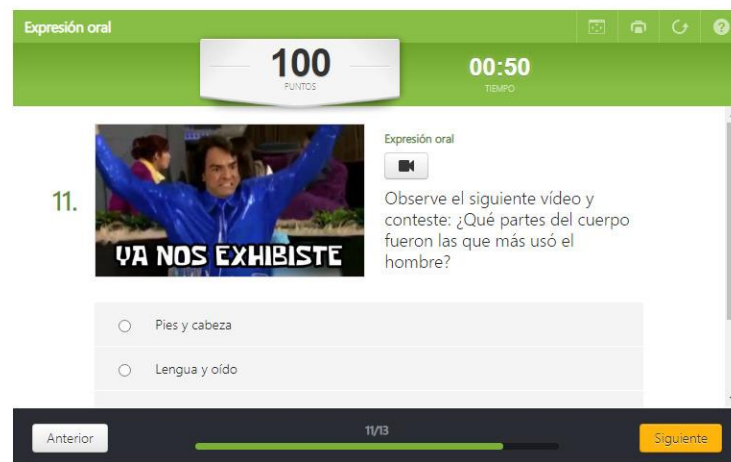 Expresión oral
100
PUNTOS
00:50
TIEMPO
11.
YA NOS EXHIBISTE
Expresión oral
Observe el siguiente vídeo y
conteste: ¿Qué partes del cuerpo
fueron las que más usó el
hombre?
Pies y cabeza
Lengua y oído
Anterior
11/13
Siguiente